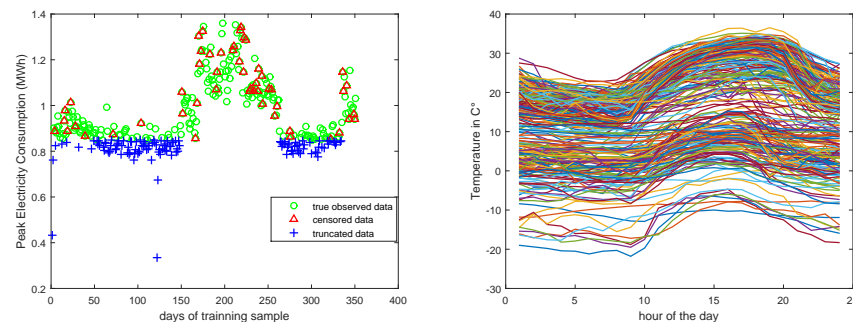 1.4
1.2
1
0.8
0.6
0.4
0.2
0 50 100 150 200 250 300 350 400
Peak Electricity Consumption (MWh)
days of trainning sample
true observed data
censored data
truncated data
40
30
20
10
0
-10
-20
-30
0 5 10 15 20 2
Temperature in C°
hour of the day